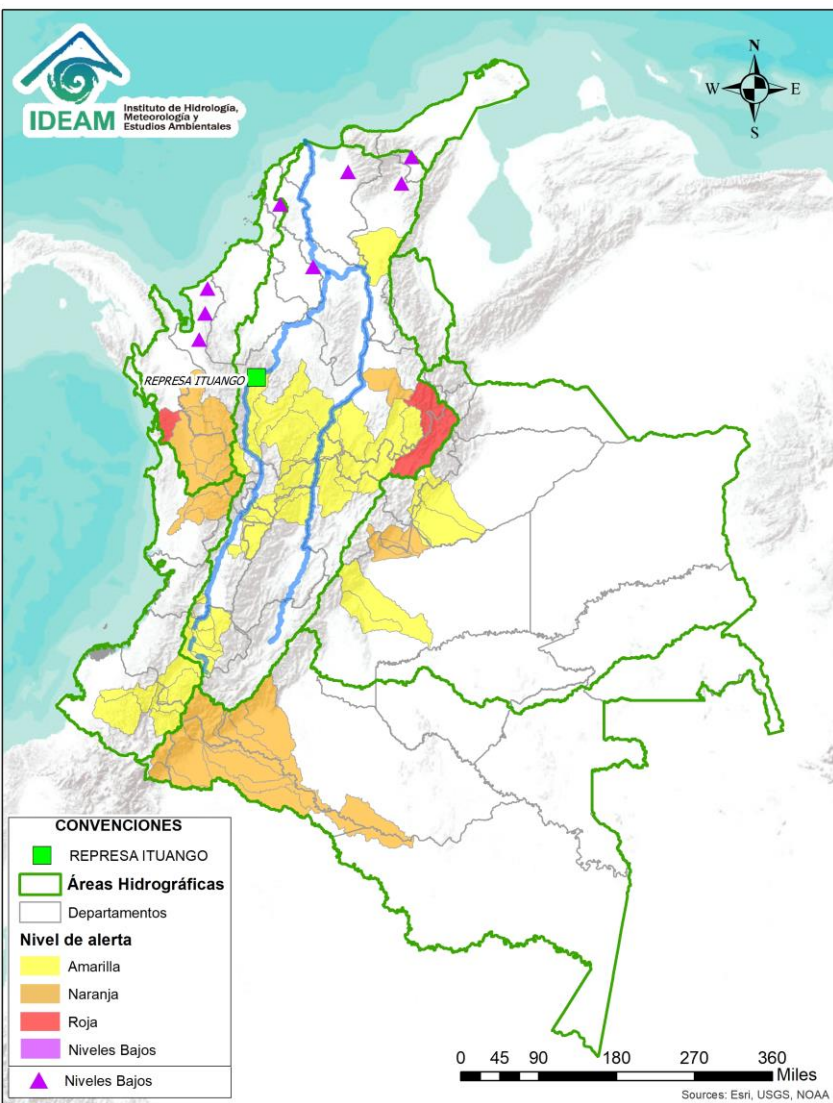 IDEAM
Instituto de Hidrología,
Meteorología y
Estudios Ambientales
N
W
E
S
REPRESA ITUANGO
CONVENCIONES
REPRESA ITUANGO
Áreas Hidrográficas
Departamentos
Nivel de alerta
Amarilla
Naranja
Roja
Niveles Bajos
Niveles Bajos
0 45 90 180 270 360
Miles
Sources: Esri, USGS, NOAA